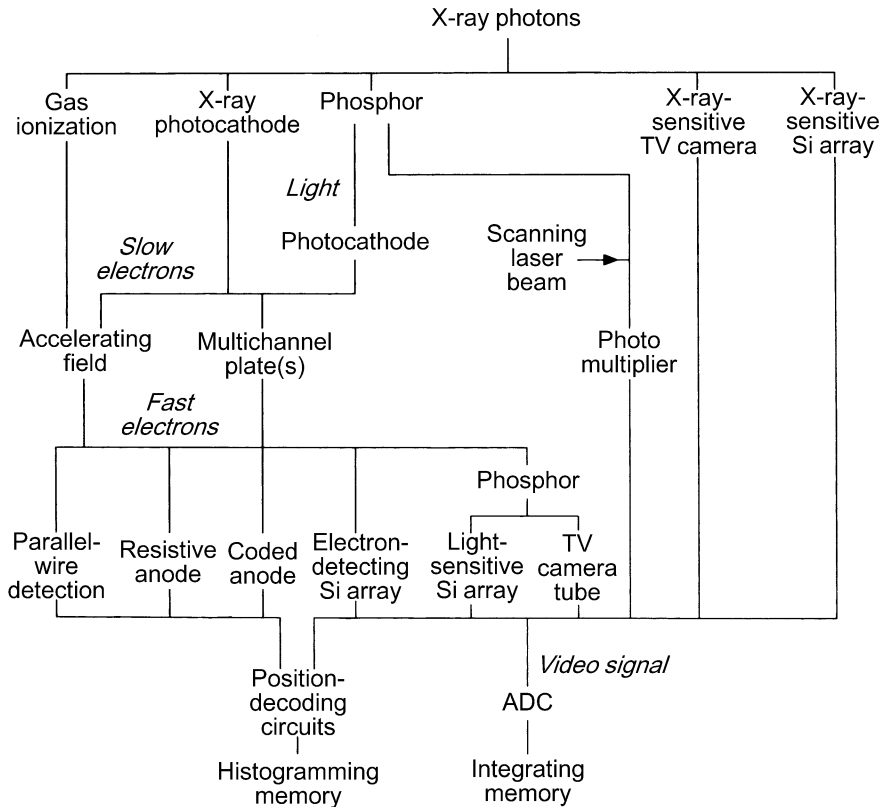 X-ray photons
Gas
ionization
X-ray
photocathode
Phosphor
X-ray-
sensitive
TV camera
X-ray-
sensitive
Si array
Light
Photocathode
Scanning
laser
beam
Slow
electrons
Accelerating
field
Multichannel
plate(s)
Photo
multiplier
Fast
electrons
Phosphor
Parallel-
wire
detection
Resistive
anode
Coded
anode
Electron-
detecting
Si array
Light-
sensitive
Si array
TV
camera
tube
Position-
decoding
circuits
Video signal
ADC
Histogramming
memory
Integrating
memory